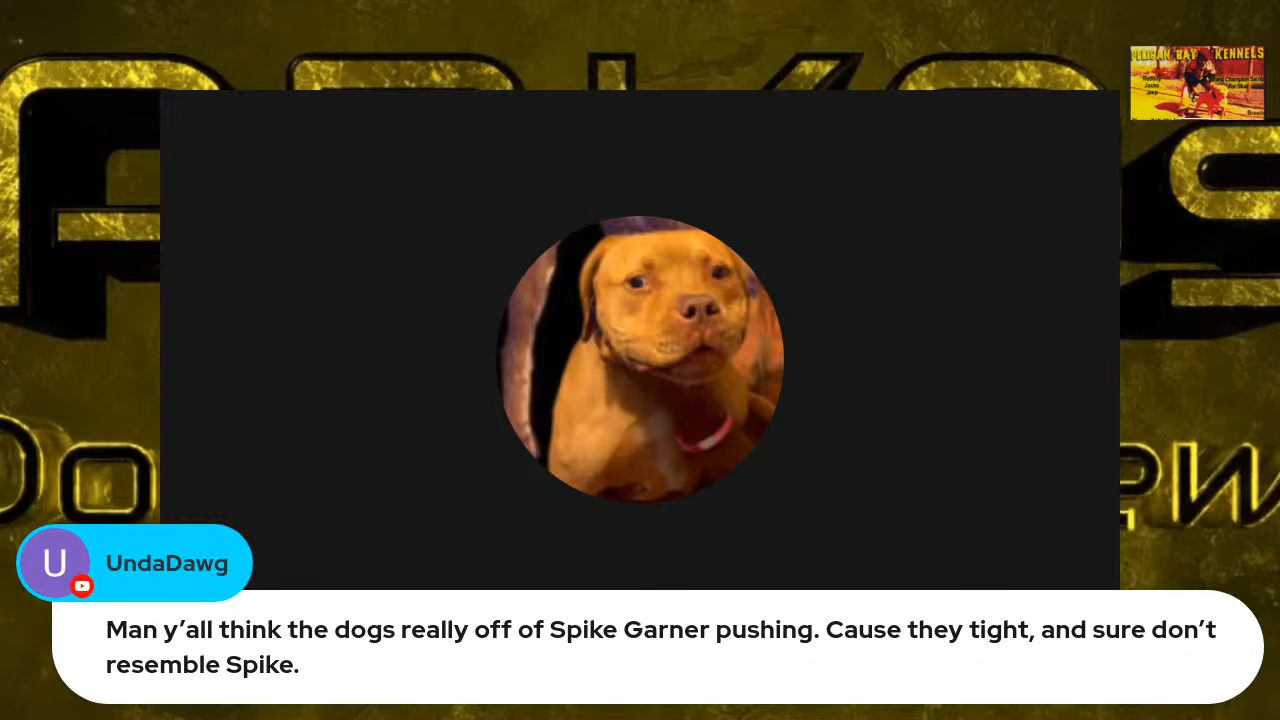 KENNELS
UndaDawg
Man y’all think the dogs really off of Spike Garner pushing. Cause they tight, and sure don’t
resemble Spike.